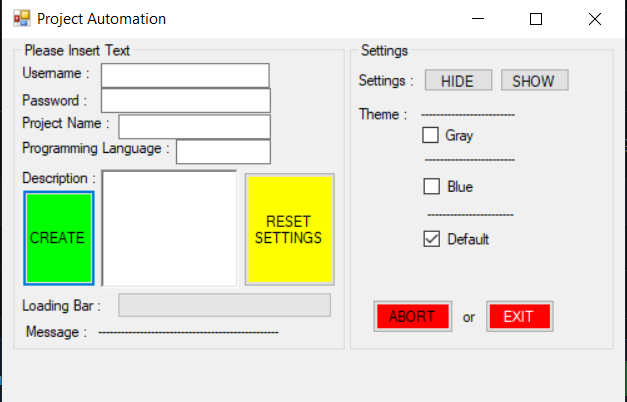 Project Automation
Please Insert Text
Username :
Password :
Project Name :
Programming Language :
Description :
CREATE
RESET
SETTINGS
Loading Bar :
Message : -----------------------------------------------
Settings
Settings : HIDE SHOW
Theme : ------------------------
Gray
-----------------------
Blue
----------------------
Default
ABORT or EXIT